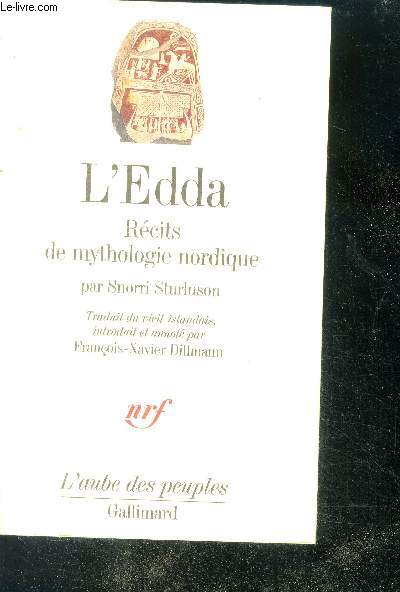 Le-livre.com
L'Edda
Récits
de mythologie nordique
par Snorri Sturluson
Traduit du vieil islandais,
introduit et annoté par
François-Xavier Dillmann
nrf
L'aube des peuples
Gallimard